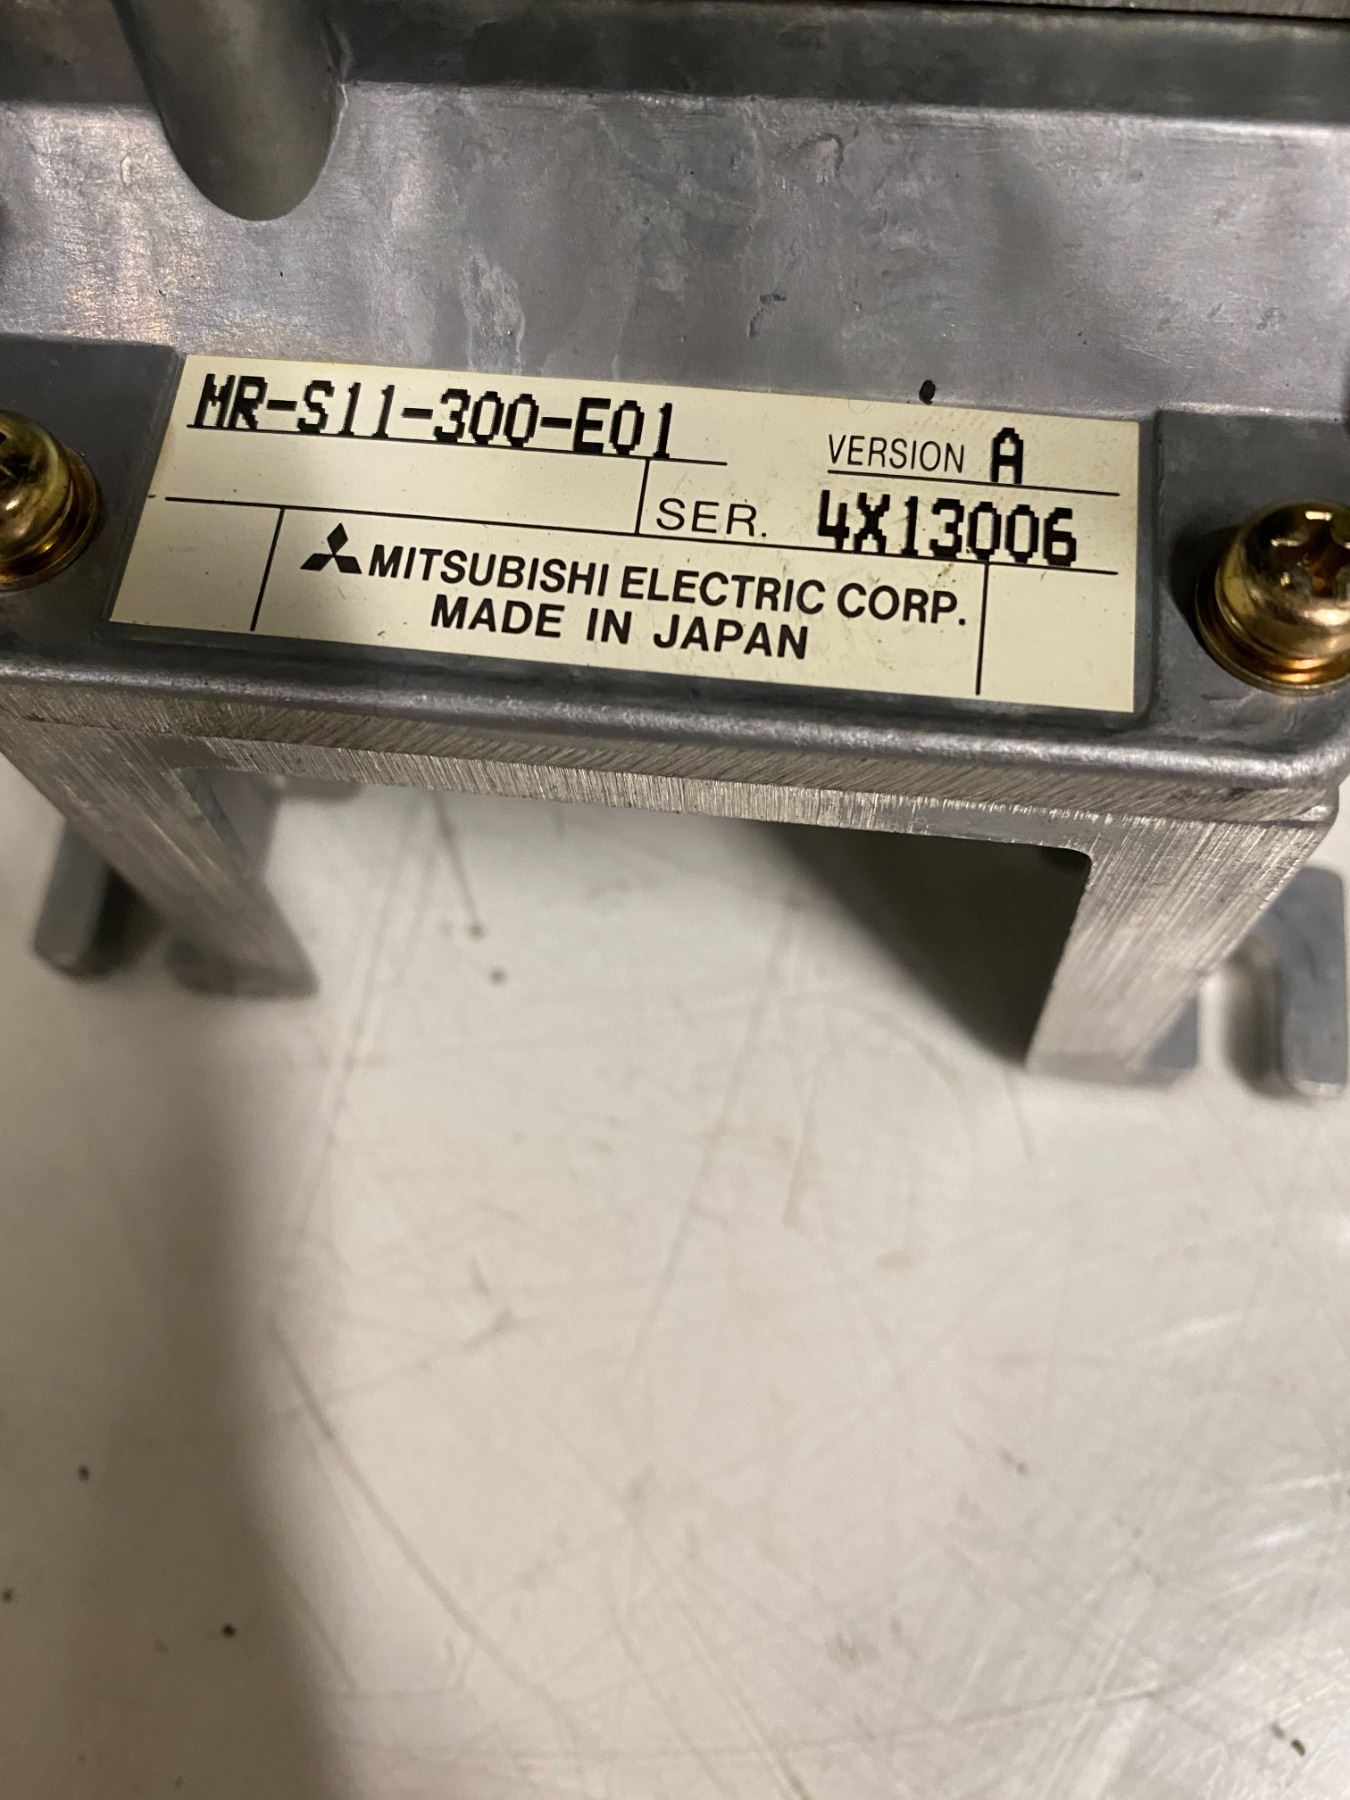 MR-S11-300-E01
VERSION A
SER. 4X13006
MITSUBISHI ELECTRIC CORP.
MADE IN JAPAN